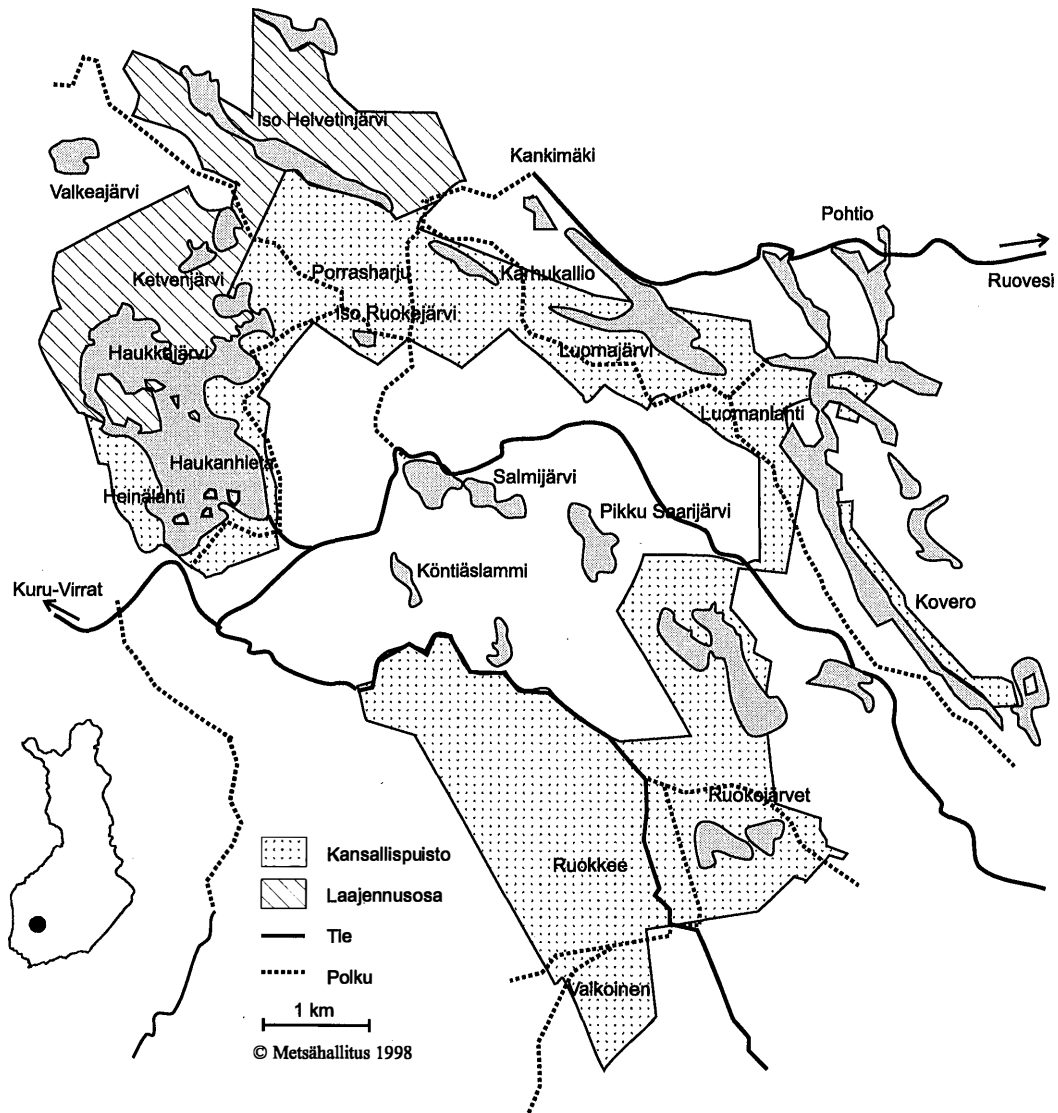 Iso Helvetinjärvi
Kankimäki
Valkeajärvi
Pohtio
Ketvenjärvi
Porrasharju
Karhukallio
Ruovesi
Iso Ruokejärvi
Haukkajärvi
Luomajärvi
Luomanlahti
Haukanhieta
Salmijärvi
Heinälahti
Pikku Saarijärvi
Köntiäslammi
Kuru-Virrat
Kovero
Ruokejärvet
Kansallispuisto
Ruokkee
Laajennusosa
Tie
Polku
Valkoinen
1 km
© Metsähallitus 1998